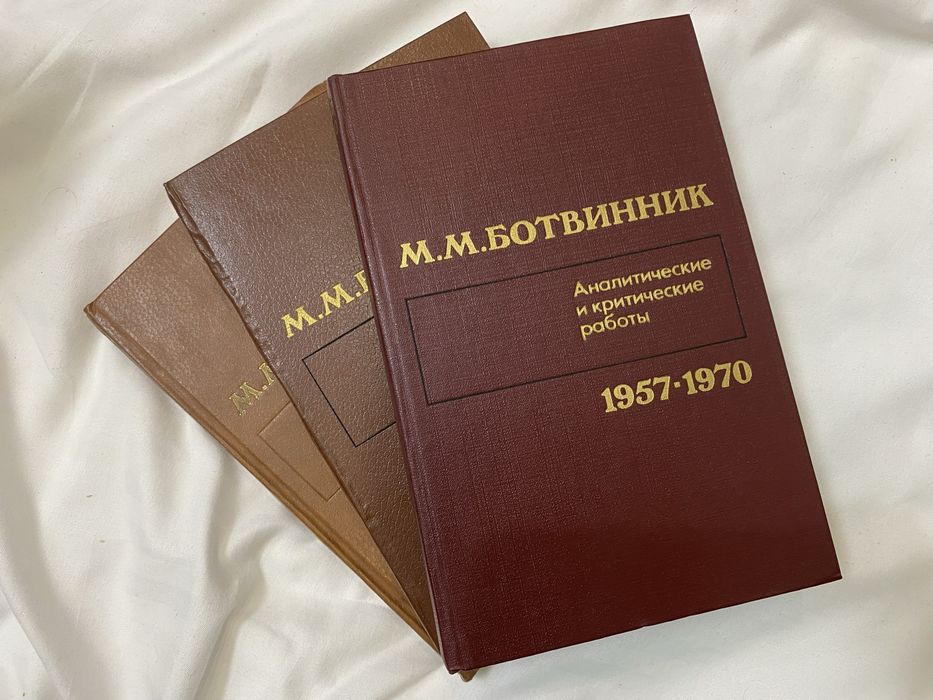 М.М.БОТВИННИК
Аналитические
и критические
работы
1957·1970
М.М.
М.М